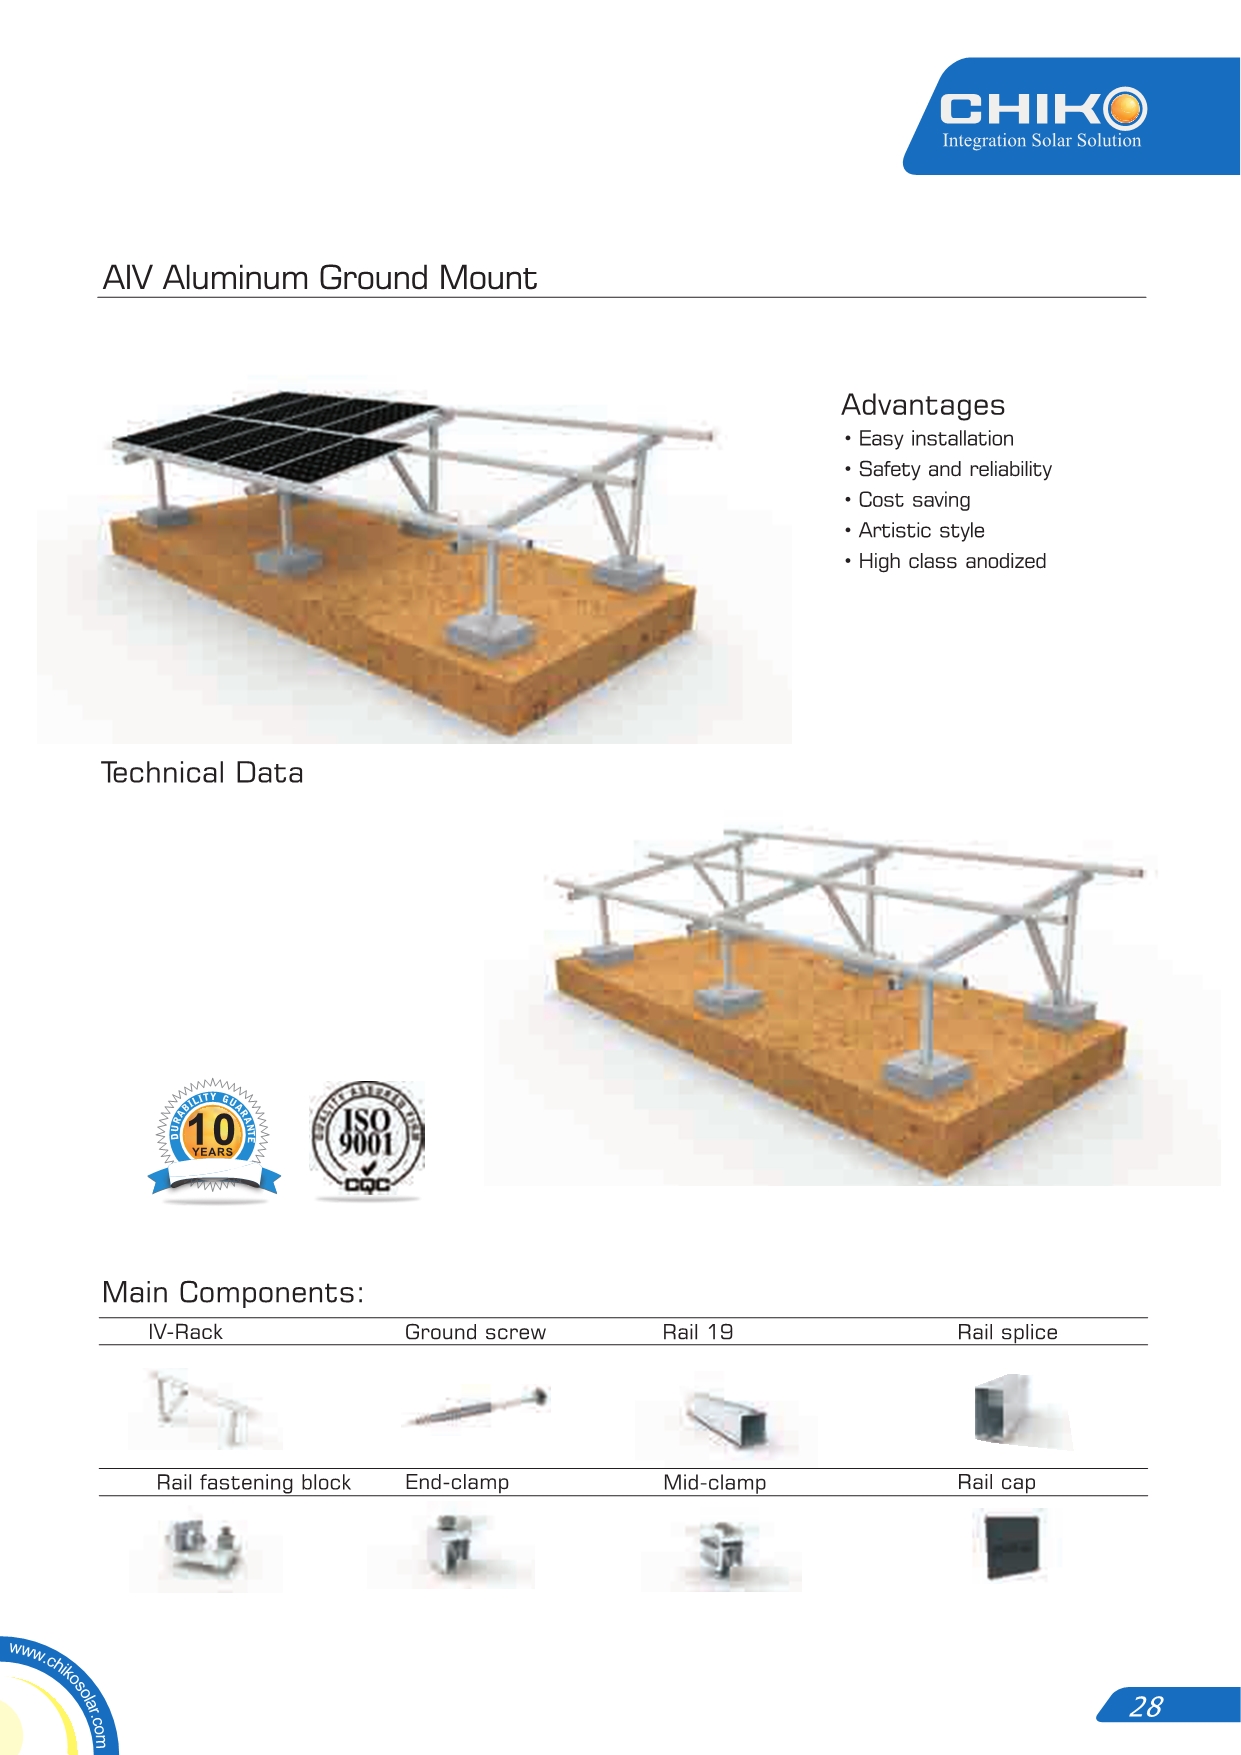 CHIKO
Integration Solar Solution
AIV Aluminum Ground Mount
Advantages
• Easy installation
• Safety and reliability
• Cost saving
• Artistic style
• High class anodized
Technical Data
DURABILITY GUARANTE
10
YEARS
QUALITY ASSURED FIRM
ISO
9001
CQC
Main Components:
IV-Rack Ground screw Rail 19 Rail splice
Rail fastening block End-clamp Mid-clamp Rail cap
www.chikosolar.com
28